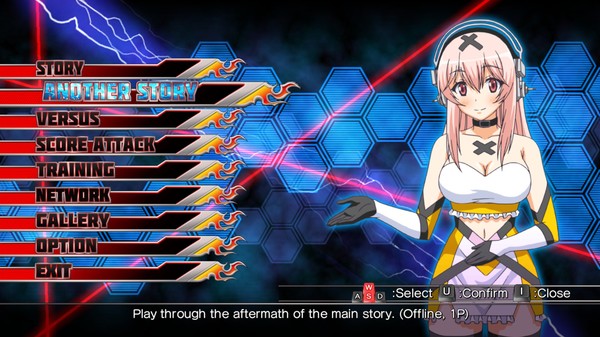 STORY
ANOTHER STORY
VERSUS
SCORE ATTACK
TRAINING
NETWORK
GALLERY
OPTION
EXIT
W
A S D :Select U :Confirm I :Close
Play through the aftermath of the main story. (Offline, 1P)